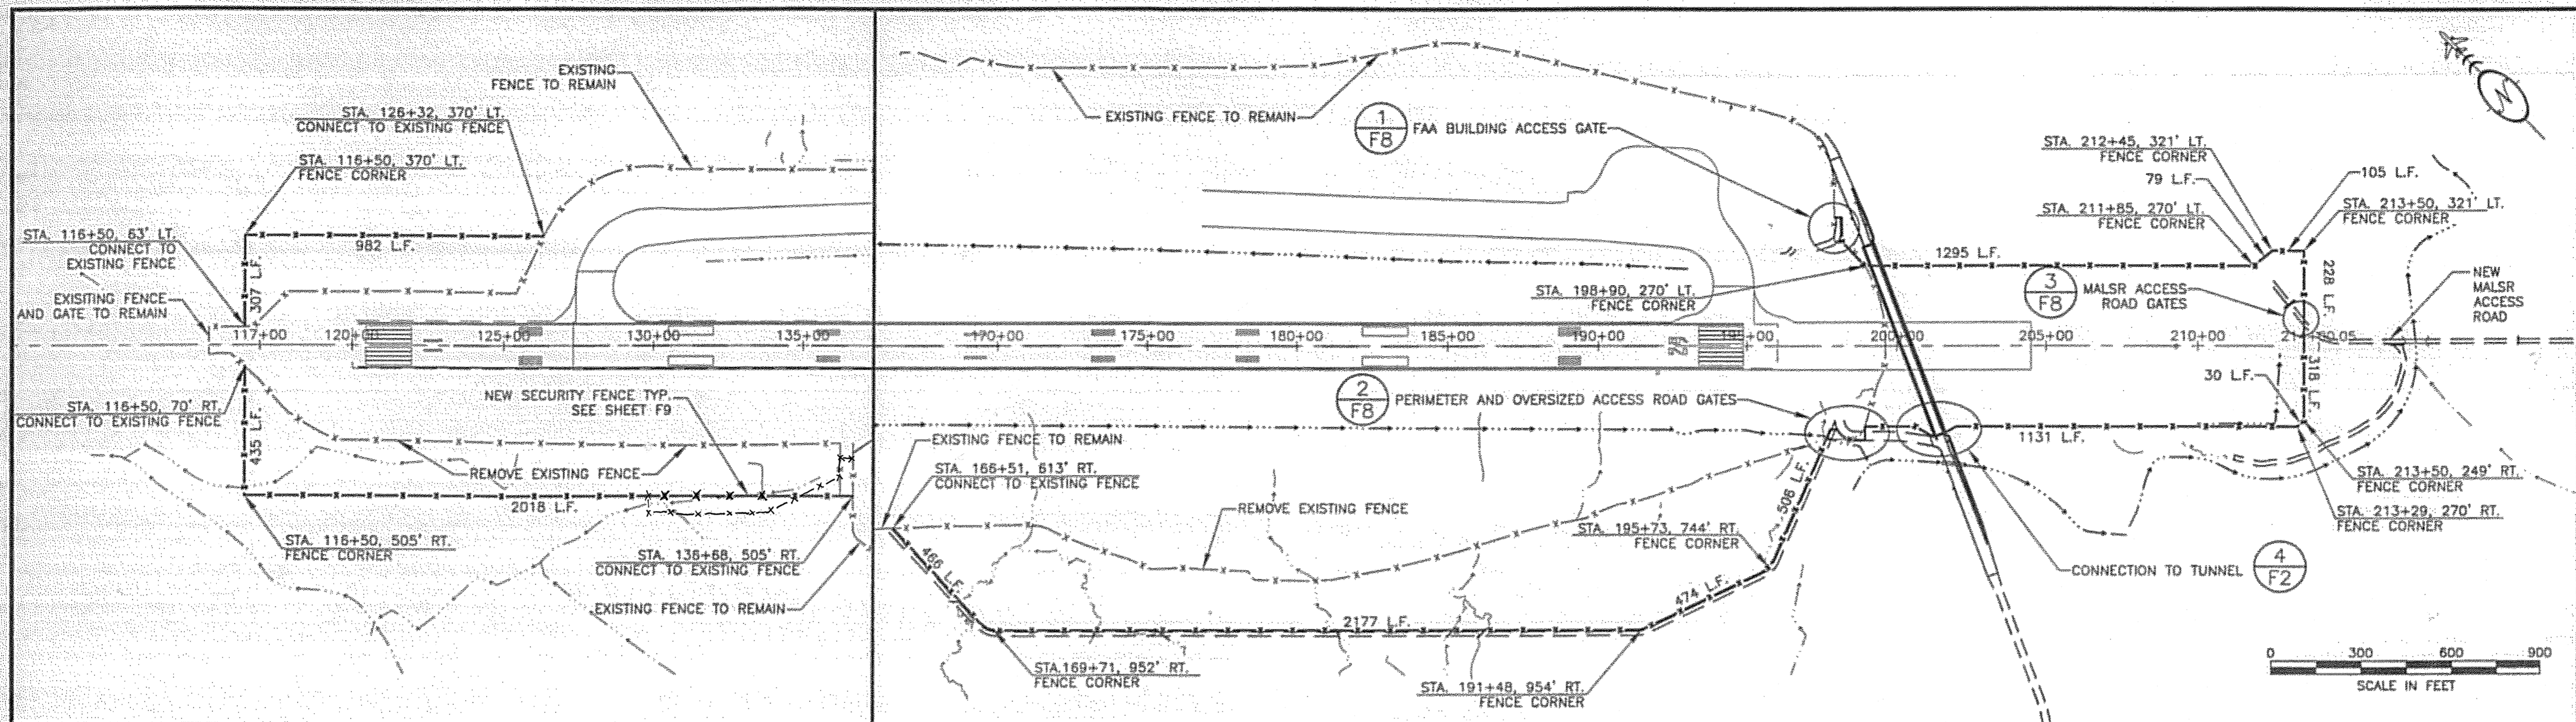 EXISTING
FENCE TO REMAIN
STA. 126+32, 370' LT.
CONNECT TO EXISTING FENCE
STA. 116+50, 370' LT.
FENCE CORNER
STA. 116+50, 63' LT.
CONNECT TO
EXISTING FENCE
EXISITING FENCE
AND GATE TO REMAIN
982 L.F.
307 L.F.
117+00
120+00
125+00
130+00
135+00
STA. 116+50, 70' RT.
CONNECT TO EXISTING FENCE
435 L.F.
NEW SECURITY FENCE TYP.
SEE SHEET F9
REMOVE EXISTING FENCE
2018 L.F.
STA. 116+50, 505' RT.
FENCE CORNER
STA. 136+68, 505' RT.
CONNECT TO EXISTING FENCE
EXISTING FENCE TO REMAIN
EXISTING FENCE TO REMAIN
1
F8
FAA BUILDING ACCESS GATE
STA. 212+45, 321' LT.
FENCE CORNER
79 L.F.
105 L.F.
STA. 211+85, 270' LT.
FENCE CORNER
STA. 213+50, 321' LT.
FENCE CORNER
1295 L.F.
STA. 198+90, 270' LT.
FENCE CORNER
3
F8
MALSR ACCESS
ROAD GATES
228 L.F.
NEW
MALSR
ACCESS
ROAD
170+00
175+00
180+00
185+00
190+00
200+00
205+00
210+00
318 L.F.
30 L.F.
2
F8
PERIMETER AND OVERSIZED ACCESS ROAD GATES
EXISTING FENCE TO REMAIN
STA. 166+51, 613' RT.
CONNECT TO EXISTING FENCE
1131 L.F.
STA. 213+50, 249' RT.
FENCE CORNER
STA. 213+29, 270' RT.
FENCE CORNER
REMOVE EXISTING FENCE
508 L.F.
STA. 195+73, 744' RT.
FENCE CORNER
466 L.F.
474 L.F.
2177 L.F.
CONNECTION TO TUNNEL
4
F2
STA.169+71, 952' RT.
FENCE CORNER
STA. 191+48, 954' RT.
FENCE CORNER
0 300 600 900
SCALE IN FEET